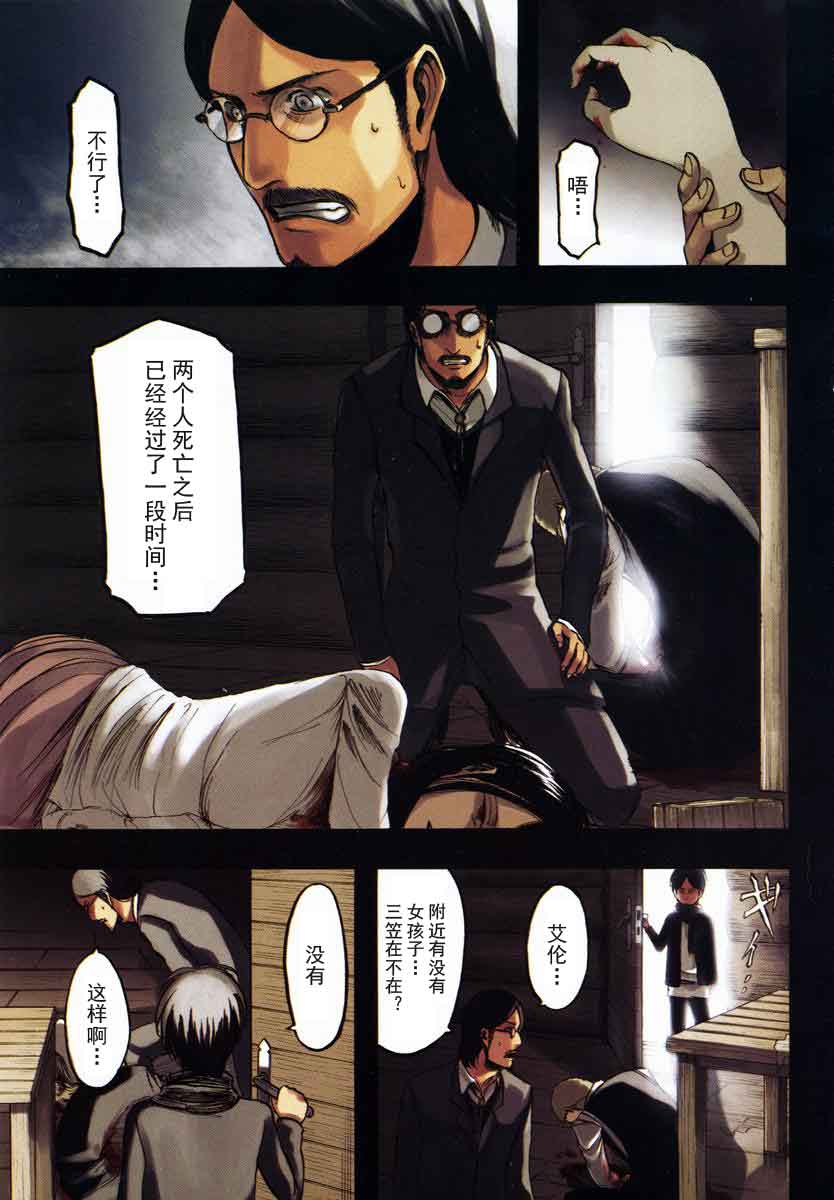 唔…
不行了…
两个人死亡之后
已经经过了一段时间…
ギィ…
艾伦…
附近有没有
女孩子…
三笠在不在?
没有
这样啊…